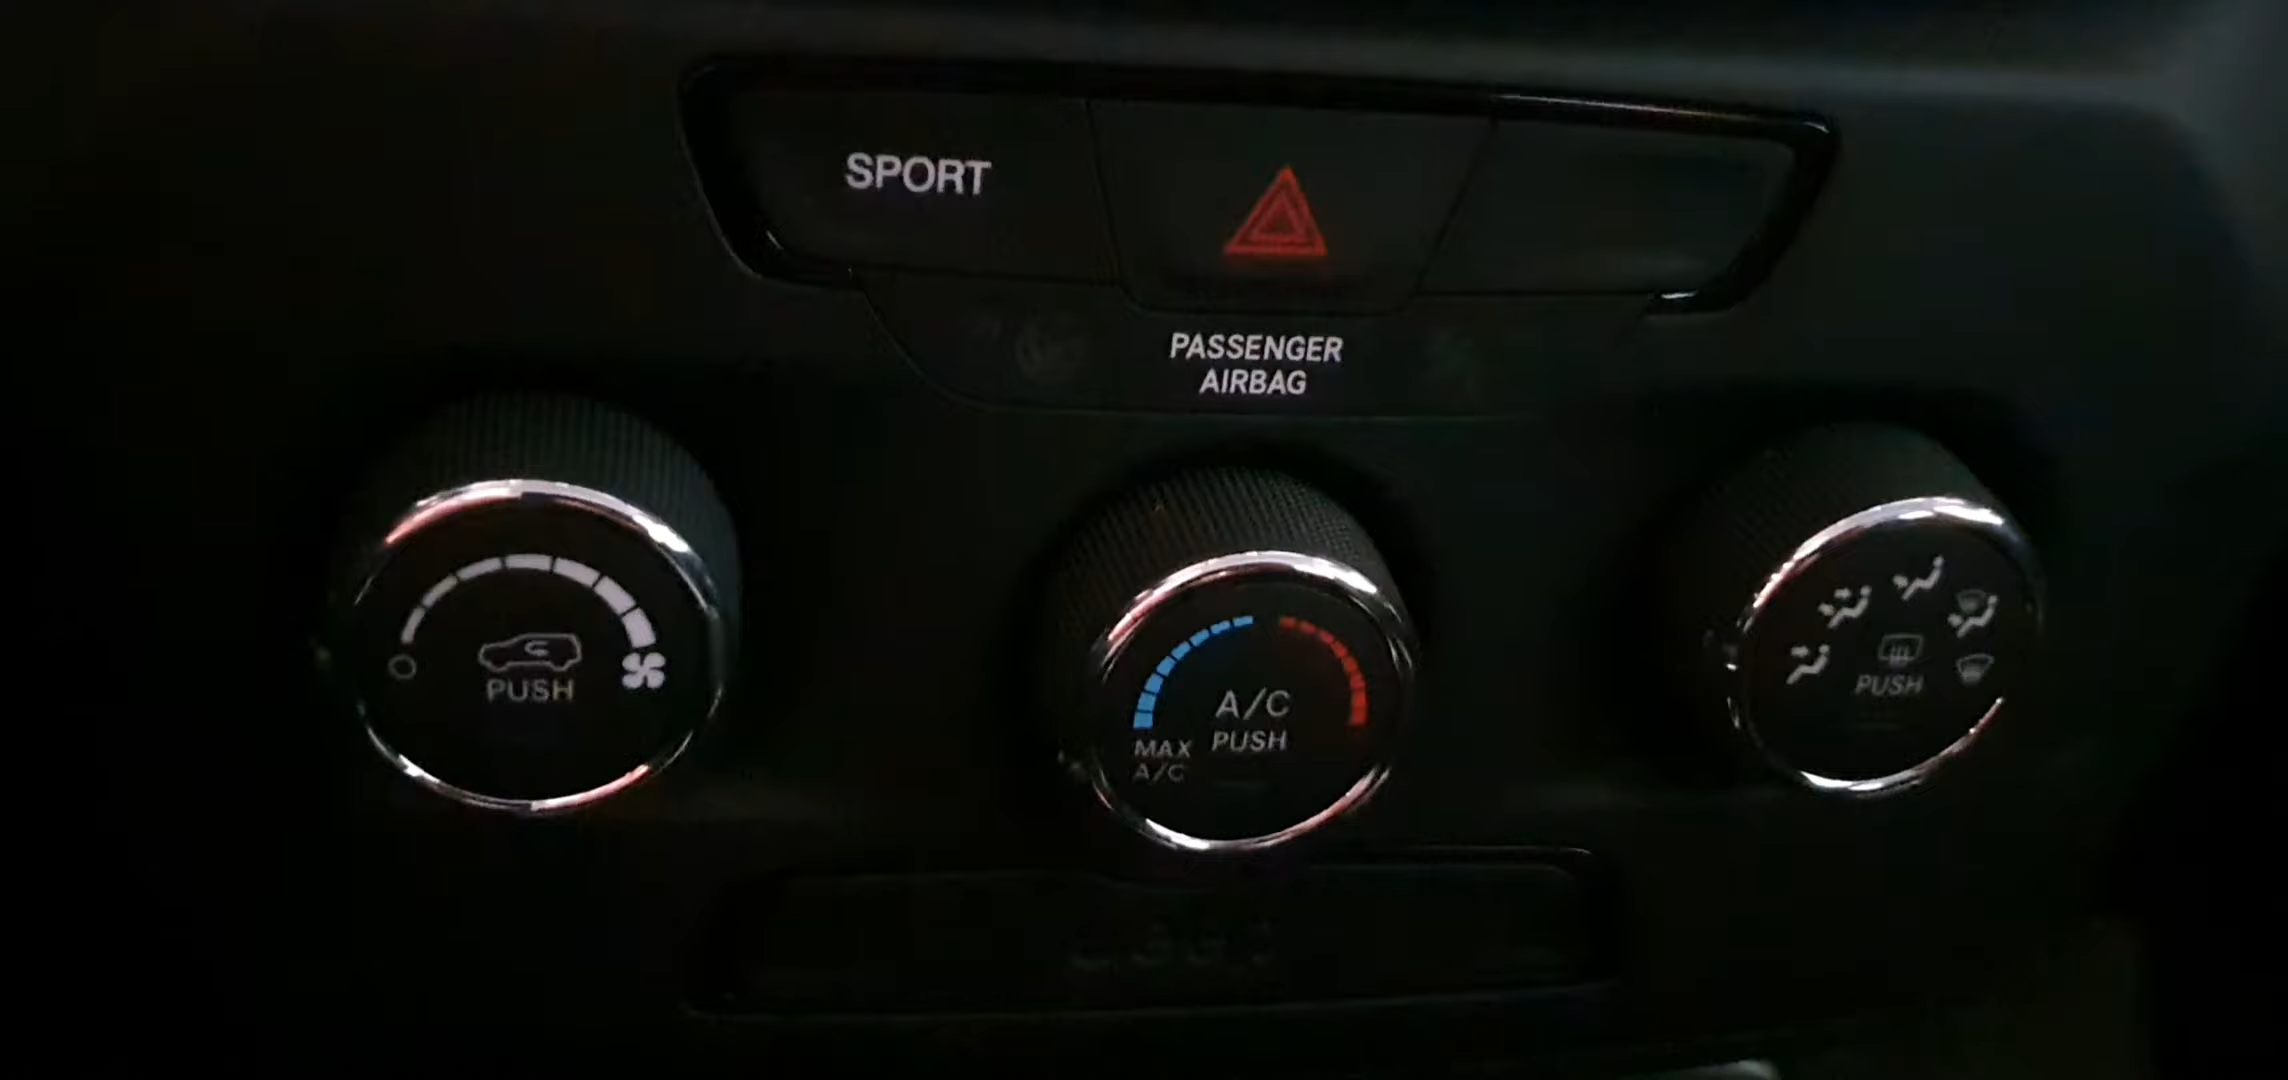 SPORT
PASSENGER
AIRBAG
PUSH
A/C
PUSH
MAX
A/C
PUSH